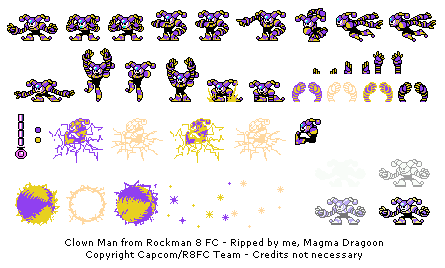 Clown Man from Rockman 8 FC - Ripped by me, Magma Dragoon
Copyright Capcom/R8FC Team - Credits not necessary